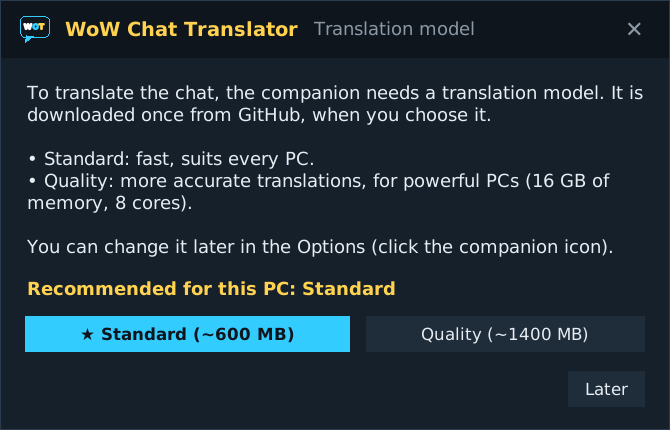 WOT
WoW Chat Translator Translation model ✕
To translate the chat, the companion needs a translation model. It is
downloaded once from GitHub, when you choose it.
• Standard: fast, suits every PC.
• Quality: more accurate translations, for powerful PCs (16 GB of
memory, 8 cores).
You can change it later in the Options (click the companion icon).
Recommended for this PC: Standard
★ Standard (~600 MB) Quality (~1400 MB)
Later